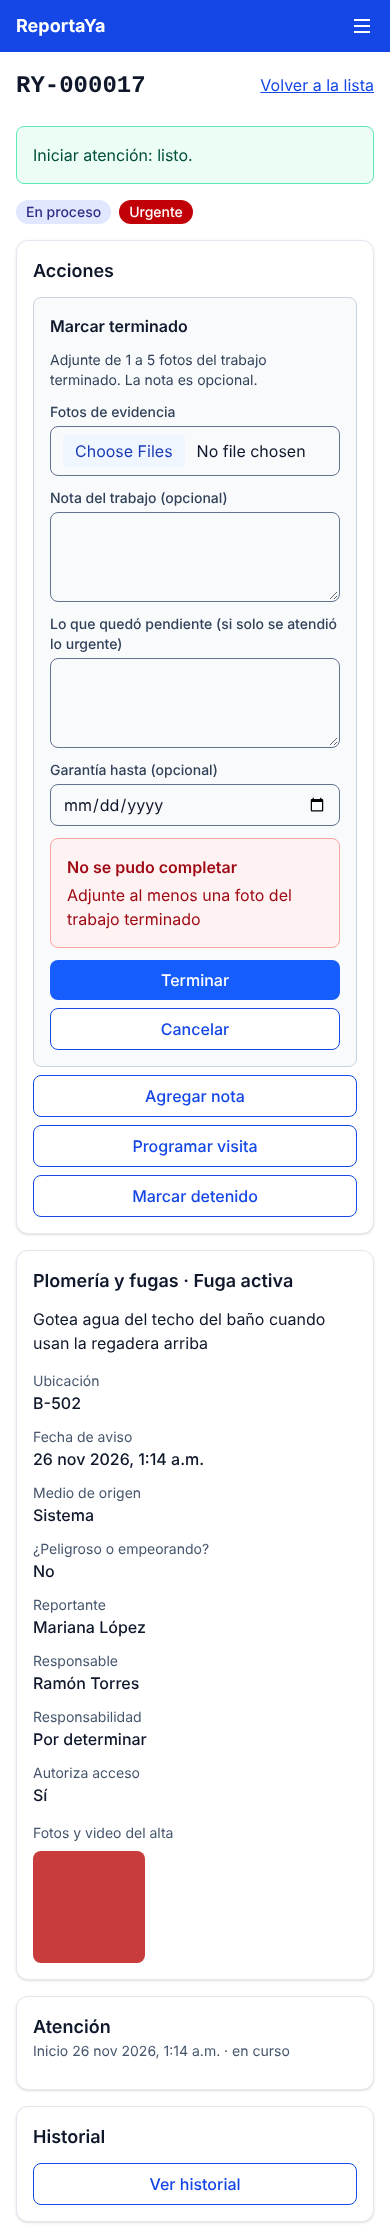 ReportaYa
RY-000017
Volver a la lista
Iniciar atención: listo.
En proceso
Urgente
Acciones
Marcar terminado
Adjunte de 1 a 5 fotos del trabajo
terminado. La nota es opcional.
Fotos de evidencia
Choose Files No file chosen
Nota del trabajo (opcional)
Lo que quedó pendiente (si solo se atendió
lo urgente)
Garantía hasta (opcional)
mm/dd/yyyy
No se pudo completar
Adjunte al menos una foto del
trabajo terminado
Terminar
Cancelar
Agregar nota
Programar visita
Marcar detenido
Plomería y fugas · Fuga activa
Gotea agua del techo del baño cuando
usan la regadera arriba
Ubicación
B-502
Fecha de aviso
26 nov 2026, 1:14 a.m.
Medio de origen
Sistema
¿Peligroso o empeorando?
No
Reportante
Mariana López
Responsable
Ramón Torres
Responsabilidad
Por determinar
Autoriza acceso
Sí
Fotos y video del alta
Atención
Inicio 26 nov 2026, 1:14 a.m. · en curso
Historial
Ver historial